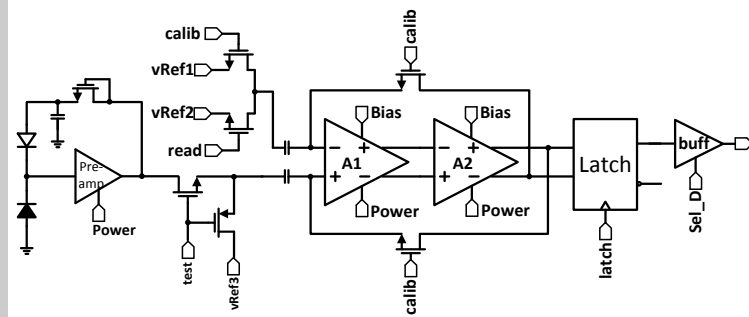 calib
vRef1
vRef2
read
Pre-
amp
Power
test
vRef3
calib
Bias
Bias
− +
− +
A1
A2
+ −
+ −
Power
Power
calib
Latch
latch
buff
Sel_D